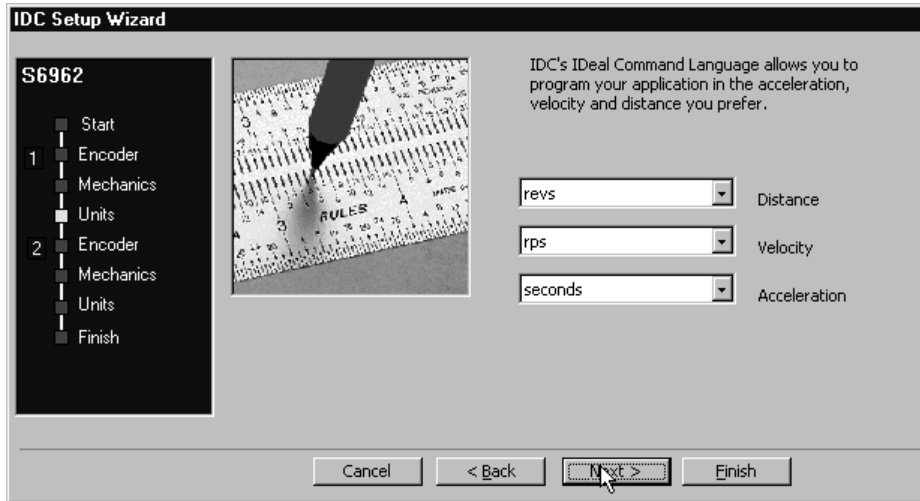 IDC Setup Wizard
S6962
Start
1 Encoder
Mechanics
Units
2 Encoder
Mechanics
Units
Finish
RULES
IDC's IDeal Command Language allows you to
program your application in the acceleration,
velocity and distance you prefer.
revs Distance
rps Velocity
seconds Acceleration
Cancel < Back Next > Finish